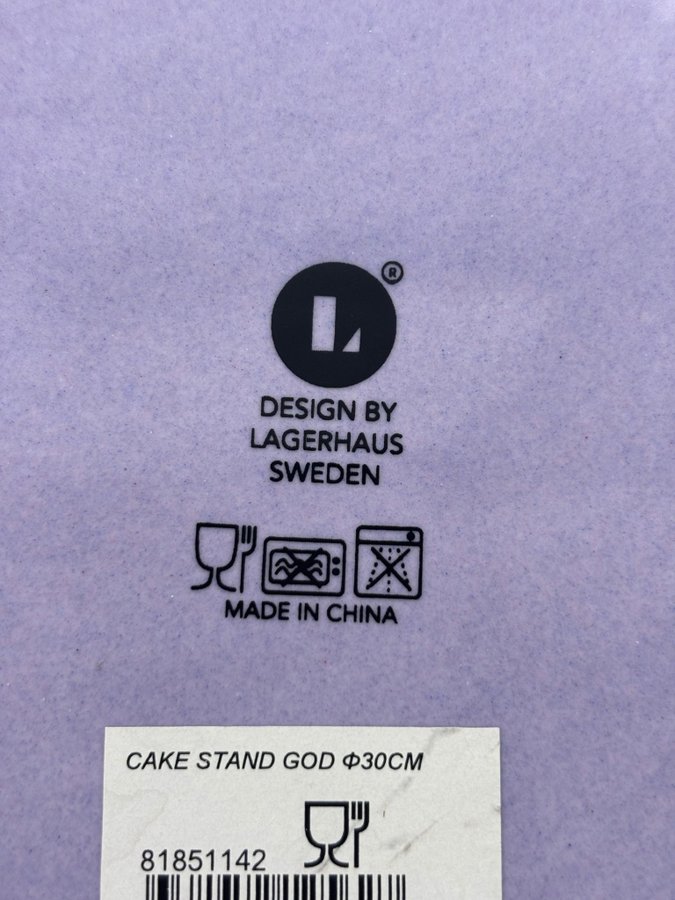 L®
DESIGN BY
LAGERHAUS
SWEDEN
MADE IN CHINA
CAKE STAND GOD Φ30CM
81851142